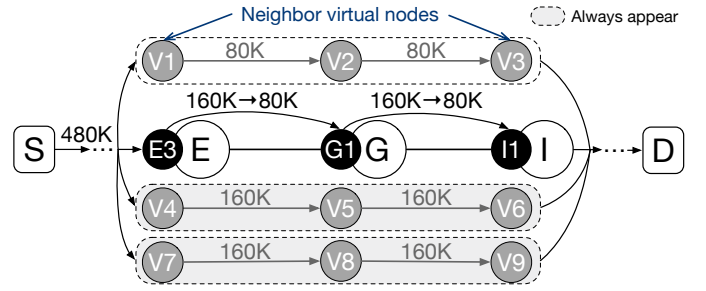 Neighbor virtual nodes
Always appear
V1 80K V2 80K V3
160K→80K 160K→80K
S 480K E3 E G1 G I1 I D
V4 160K V5 160K V6
V7 160K V8 160K V9